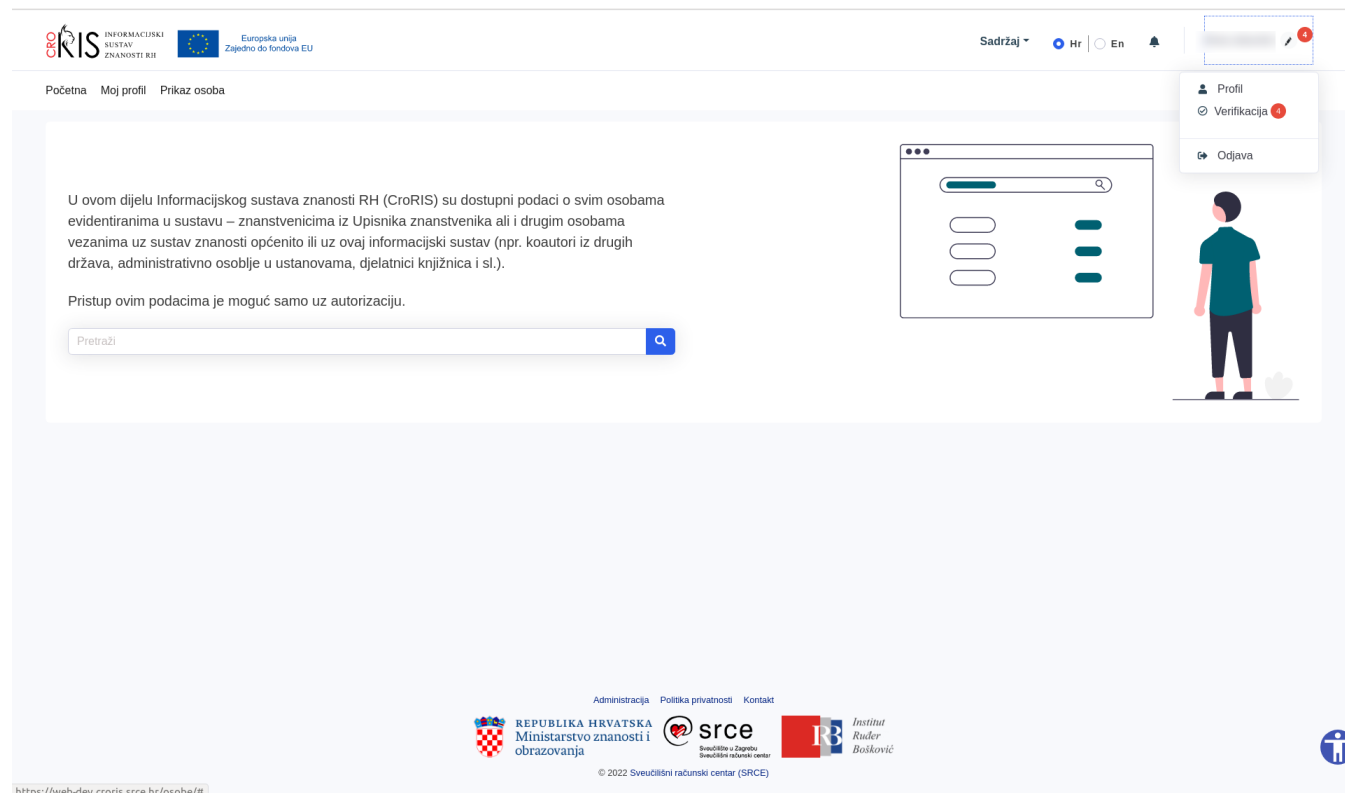 CRO
RIS
INFORMACIJSKI
SUSTAV
ZNANOSTI RH
Europska unija
Zajedno do fondova EU
Sadržaj
Hr
En
4
Početna
Moj profil
Prikaz osoba
Profil
Verifikacija 4
Odjava
U ovom dijelu Informacijskog sustava znanosti RH (CroRIS) su dostupni podaci o svim osobama
evidentiranima u sustavu – znanstvenicima iz Upisnika znanstvenika ali i drugim osobama
vezanima uz sustav znanosti općenito ili uz ovaj informacijski sustav (npr. koautori iz drugih
država, administrativno osoblje u ustanovama, djelatnici knjižnica i sl.).
Pristup ovim podacima je moguć samo uz autorizaciju.
Pretraži
Administracija
Politika privatnosti
Kontakt
REPUBLIKA HRVATSKA
Ministarstvo znanosti i
obrazovanja
srce
Sveučilište u Zagrebu
Sveučilišni računski centar
RB
Institut
Ruđer
Bošković
© 2022 Sveučilišni računski centar (SRCE)
https://web-dev.croris.srce.hr/osobe/#